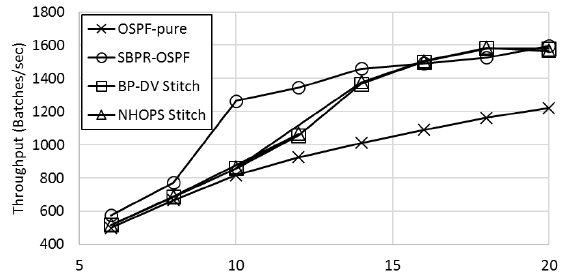 1800
1600
1400
1200
1000
800
600
400
Throughput (Batches/sec)
OSPF-pure
SBPR-OSPF
BP-DV Stitch
NHOPS Stitch
5
10
15
20